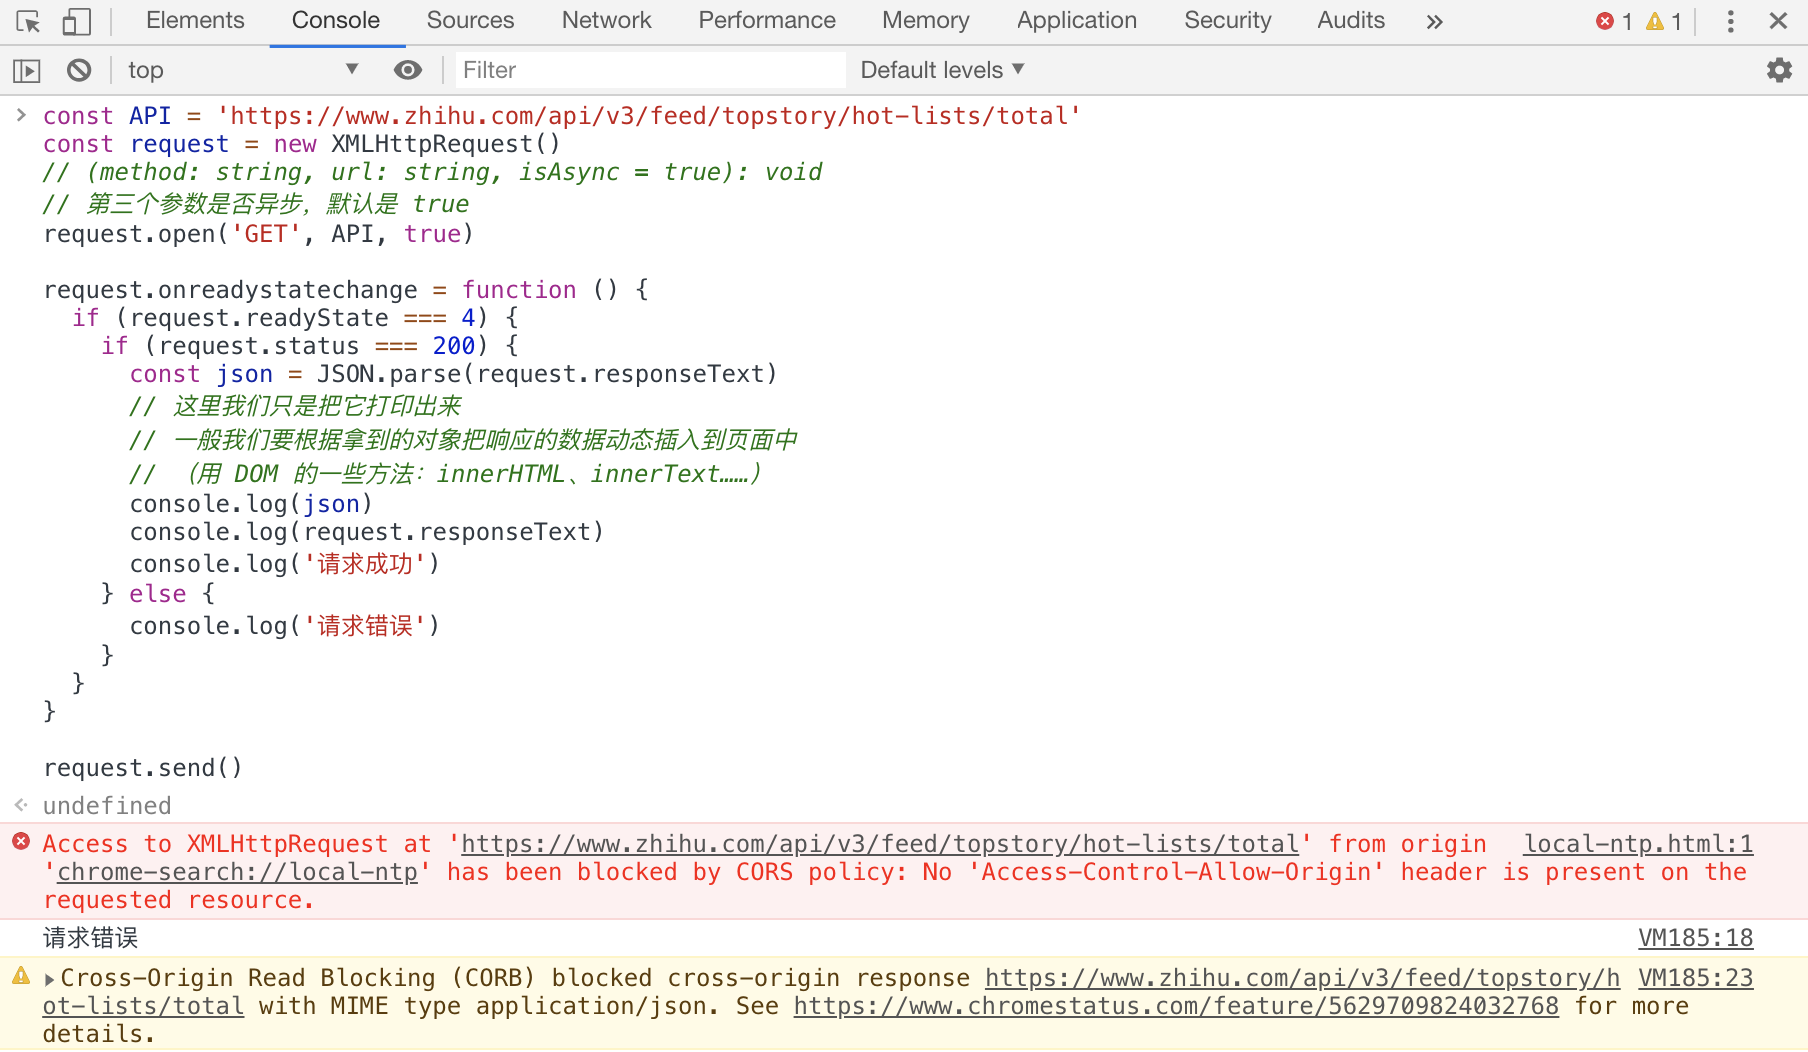 Elements Console Sources Network Performance Memory Application Security Audits » 1 1
top Filter Default levels
const API = 'https://www.zhihu.com/api/v3/feed/topstory/hot-lists/total'
const request = new XMLHttpRequest()
// (method: string, url: string, isAsync = true): void
// 第三个参数是否异步，默认是 true
request.open('GET', API, true)
request.onreadystatechange = function () {
if (request.readyState === 4) {
if (request.status === 200) {
const json = JSON.parse(request.responseText)
// 这里我们只是把它打印出来
// 一般我们要根据拿到的对象把响应的数据动态插入到页面中
// （用 DOM 的一些方法：innerHTML、innerText……）
console.log(json)
console.log(request.responseText)
console.log('请求成功')
} else {
console.log('请求错误')
}
}
}
request.send()
undefined
Access to XMLHttpRequest at 'https://www.zhihu.com/api/v3/feed/topstory/hot-lists/total' from origin local-ntp.html:1
'chrome-search://local-ntp' has been blocked by CORS policy: No 'Access-Control-Allow-Origin' header is present on the
requested resource.
请求错误 VM185:18
Cross-Origin Read Blocking (CORB) blocked cross-origin response https://www.zhihu.com/api/v3/feed/topstory/h VM185:23
ot-lists/total with MIME type application/json. See https://www.chromestatus.com/feature/5629709824032768 for more
details.